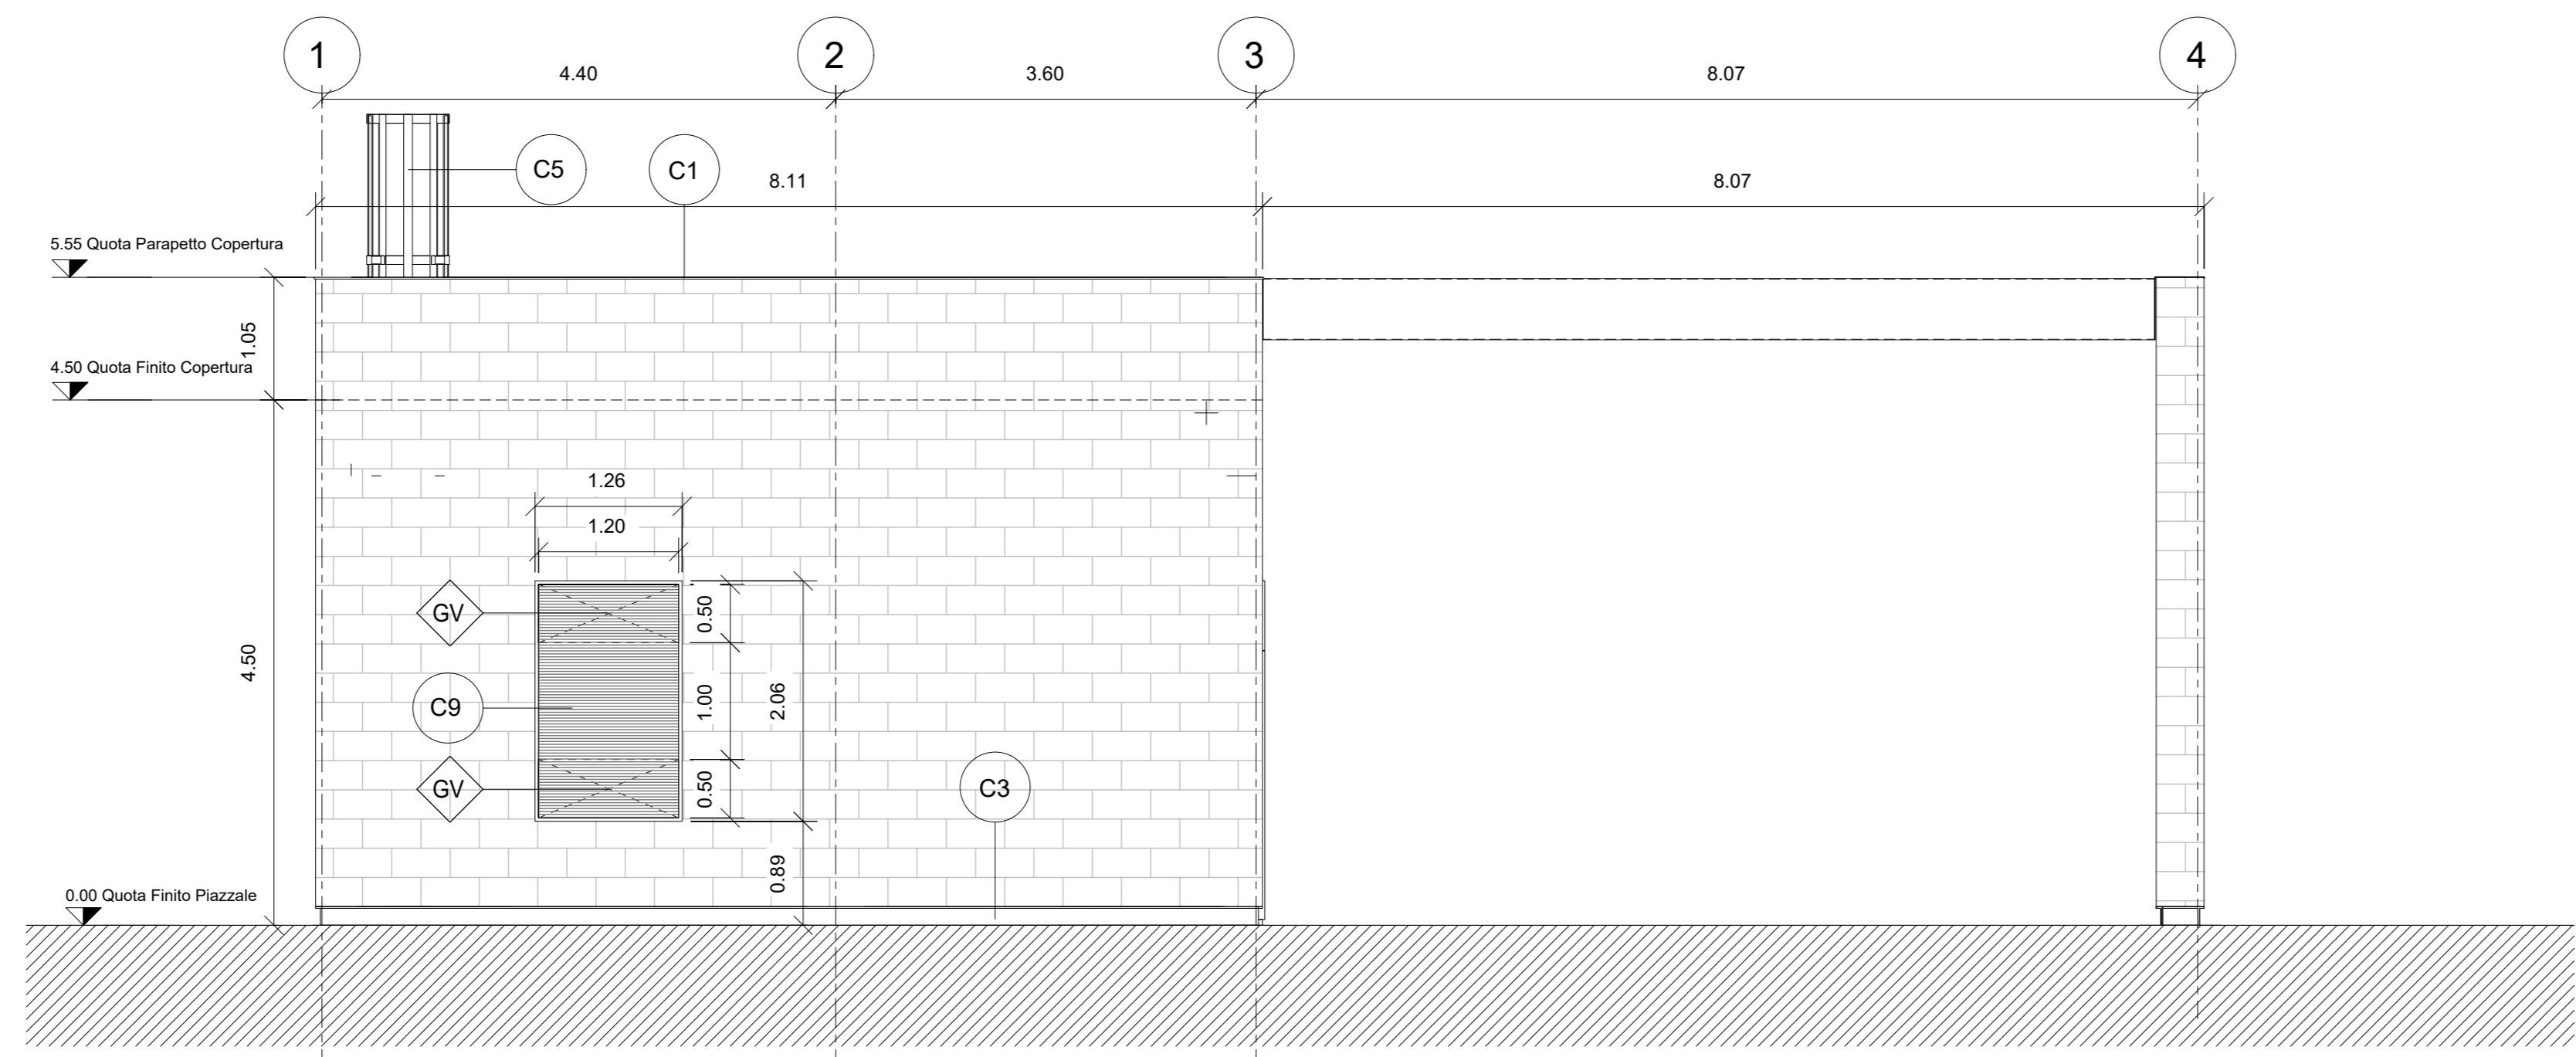 1
2
3
4
4.40
3.60
8.07
C5
C1
8.11
8.07
5.55 Quota Parapetto Copertura
1.05
4.50 Quota Finito Copertura
1.26
1.20
GV
0.50
4.50
C9
1.00
2.06
GV
0.50
C3
0.89
0.00 Quota Finito Piazzale